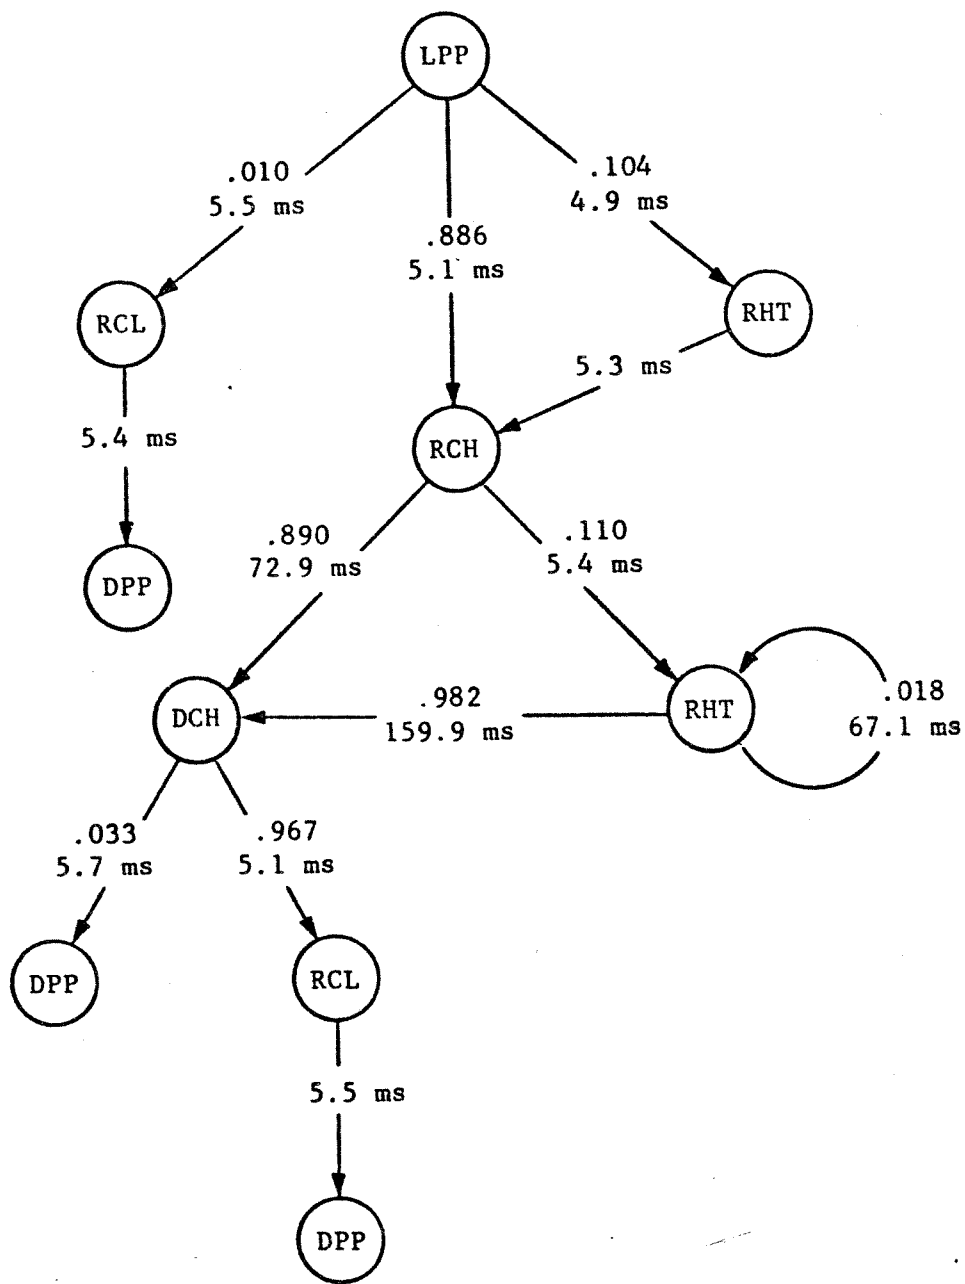 LPP
.010
5.5 ms
.886
5.1 ms
.104
4.9 ms
RCL
RHT
5.3 ms
5.4 ms
RCH
.890
72.9 ms
.110
5.4 ms
DPP
DCH
.982
159.9 ms
RHT
.018
67.1 ms
.033
5.7 ms
.967
5.1 ms
DPP
RCL
5.5 ms
DPP